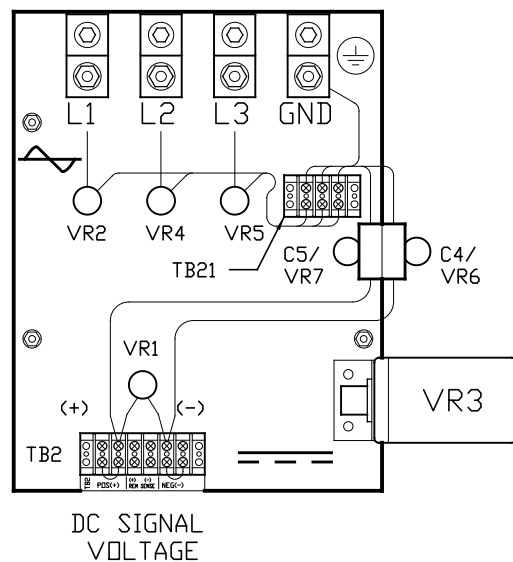 L1 L2 L3 GND
VR2 VR4 VR5
TB21
C5/
VR7
C4/
VR6
VR1
(+) (-)
VR3
TB2
TB2 POS(+) (+) (-) NEG(-)
REM SENSE
DC SIGNAL
VOLTAGE